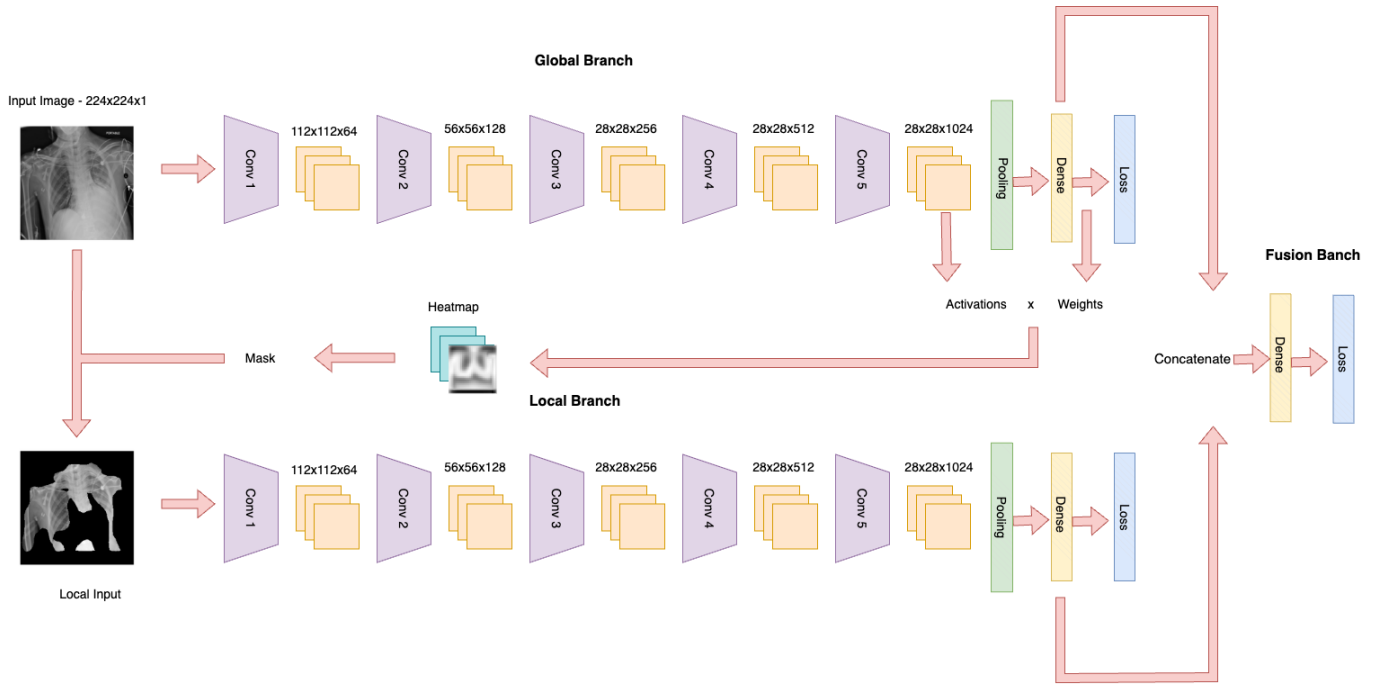 Global Branch
Input Image - 224x224x1
Conv 1
112x112x64
Conv 2
56x56x128
Conv 3
28x28x256
Conv 4
28x28x512
Conv 5
28x28x1024
Pooling
Dense
Loss
Activations x Weights
Heatmap
Mask
Local Branch
Fusion Banch
Concatenate
Dense
Loss
Conv 1
112x112x64
Conv 2
56x56x128
Conv 3
28x28x256
Conv 4
28x28x512
Conv 5
28x28x1024
Pooling
Dense
Loss
Local Input